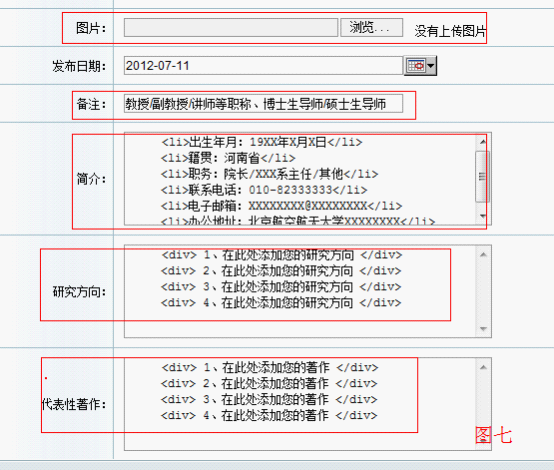 图片： 浏览... 没有上传图片
发布日期： 2012-07-11
备注： 教授/副教授/讲师等职称、博士生导师/硕士生导师
简介：
<li>出生年月：19XX年X月X日</li>
<li>籍贯：河南省</li>
<li>职务：院长/XXX系主任/其他</li>
<li>联系电话：010-82333333</li>
<li>电子邮箱：XXXXXXXX@XXXXXXXX</li>
<li>办公地址：北京航空航天大学XXXXXXXX</li>
研究方向：
<div> 1、在此处添加您的研究方向 </div>
<div> 2、在此处添加您的研究方向 </div>
<div> 3、在此处添加您的研究方向 </div>
<div> 4、在此处添加您的研究方向 </div>
代表性著作：
<div> 1、在此处添加您的著作 </div>
<div> 2、在此处添加您的著作 </div>
<div> 3、在此处添加您的著作 </div>
<div> 4、在此处添加您的著作 </div>
图七